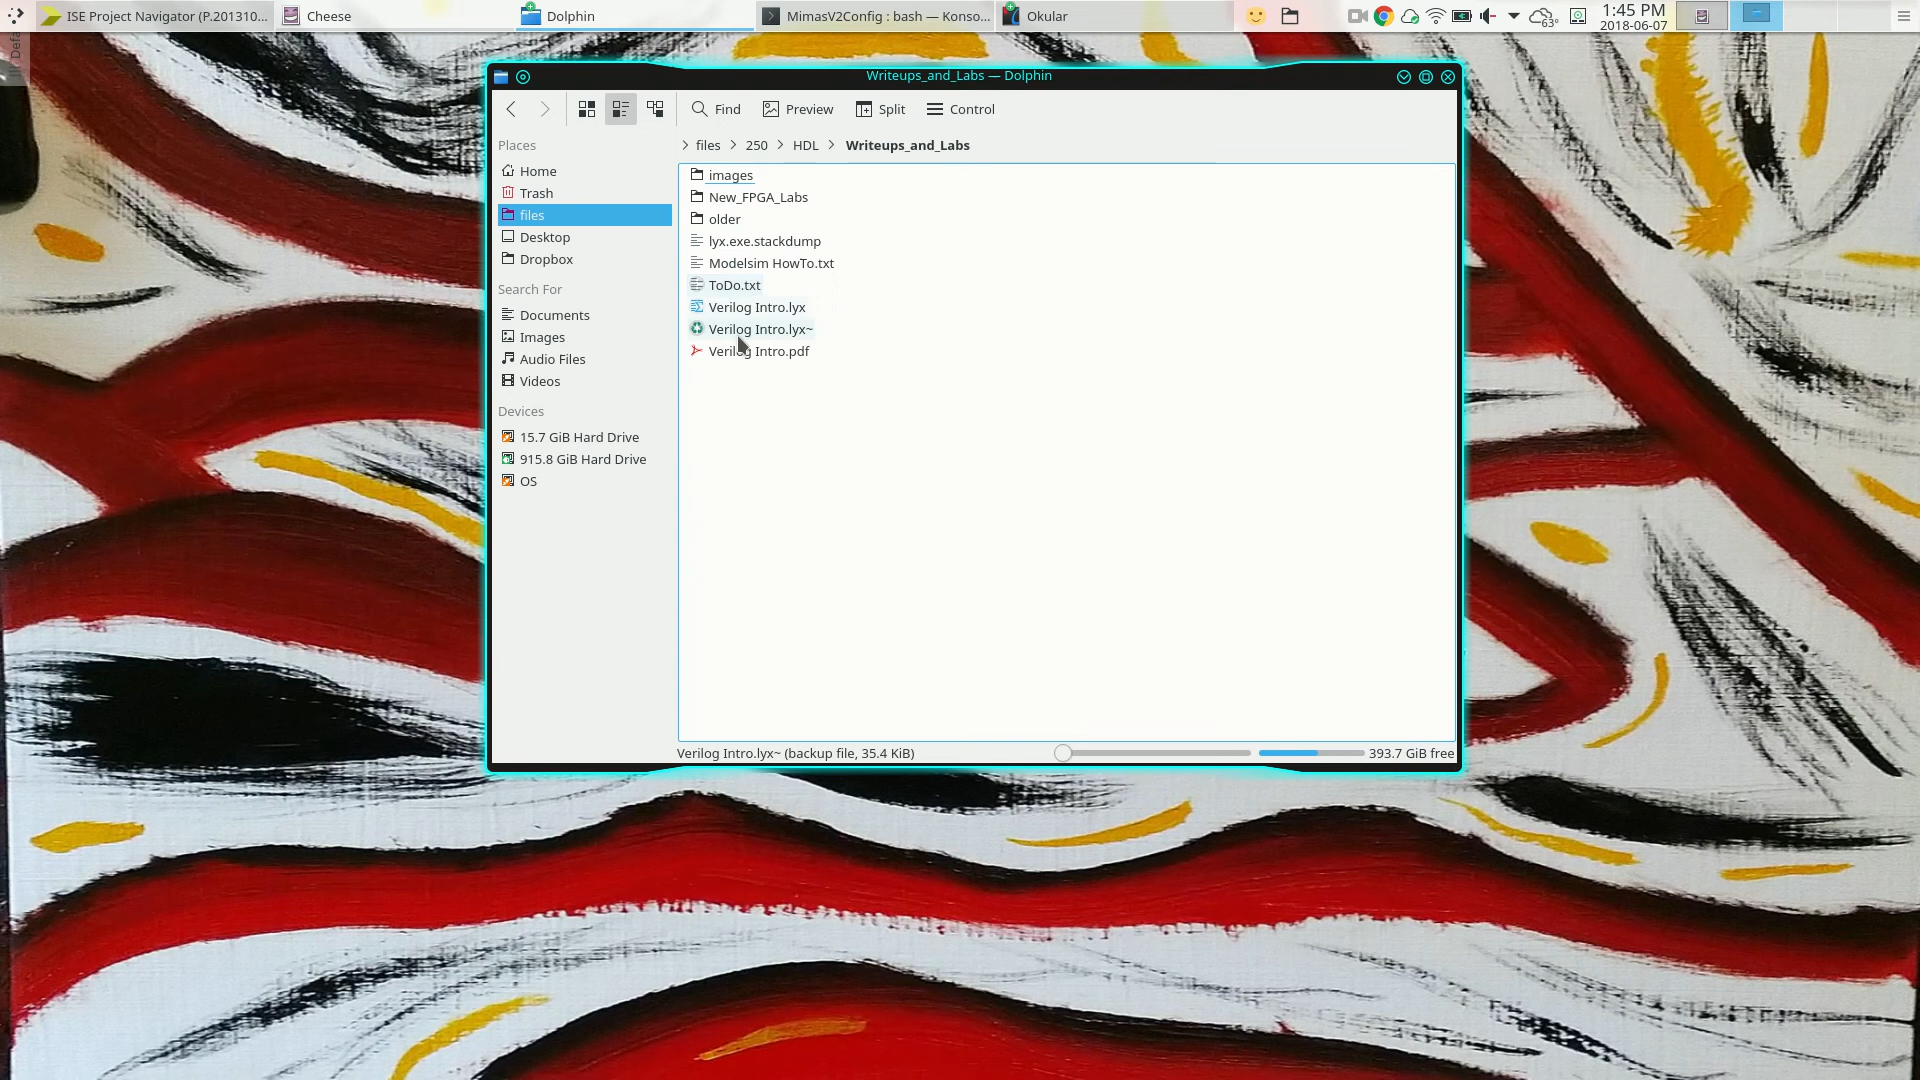 ISE Project Navigator (P.201310...
Cheese
Dolphin
MimasV2Config : bash — Konso...
Okular
63°
1:45 PM
2018-06-07
Writeups_and_Labs — Dolphin
Find
Preview
Split
Control
Places
Home
Trash
files
Desktop
Dropbox
Search For
Documents
Images
Audio Files
Videos
Devices
15.7 GiB Hard Drive
915.8 GiB Hard Drive
OS
files > 250 > HDL > Writeups_and_Labs
images
New_FPGA_Labs
older
lyx.exe.stackdump
Modelsim HowTo.txt
ToDo.txt
Verilog Intro.lyx
Verilog Intro.lyx~
Verilog Intro.pdf
Verilog Intro.lyx~ (backup file, 35.4 KiB)
393.7 GiB free